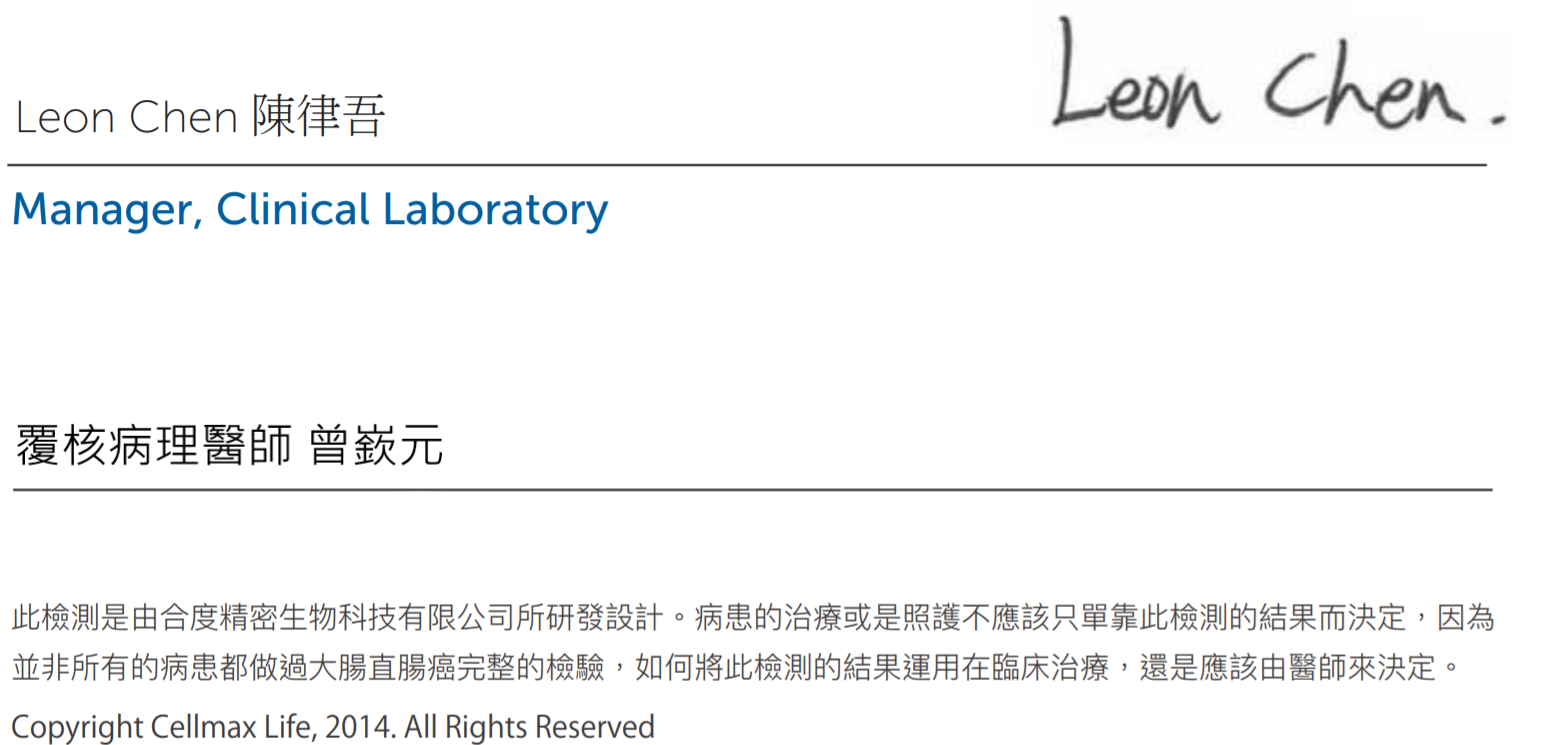 Leon Chen 陳律吾
Leon Chen.
Manager, Clinical Laboratory
覆核病理醫師 曾嶔元
此檢測是由合度精密生物科技有限公司所研發設計。病患的治療或是照護不應該只單靠此檢測的結果而決定，因為
並非所有的病患都做過大腸直腸癌完整的檢驗，如何將此檢測的結果運用在臨床治療，還是應該由醫師來決定。
Copyright Cellmax Life, 2014. All Rights Reserved